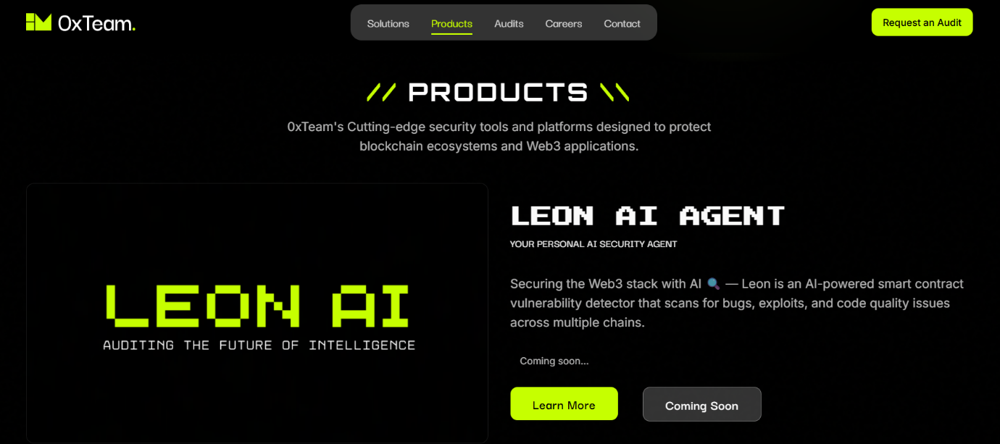 0xTeam.
Solutions
Products
Audits
Careers
Contact
Request an Audit
// PRODUCTS \\
0xTeam's Cutting-edge security tools and platforms designed to protect
blockchain ecosystems and Web3 applications.
LEON AI
AUDITING THE FUTURE OF INTELLIGENCE
LEON AI AGENT
YOUR PERSONAL AI SECURITY AGENT
Securing the Web3 stack with AI 🔍 — Leon is an AI-powered smart contract
vulnerability detector that scans for bugs, exploits, and code quality issues
across multiple chains.
Coming soon...
Learn More
Coming Soon